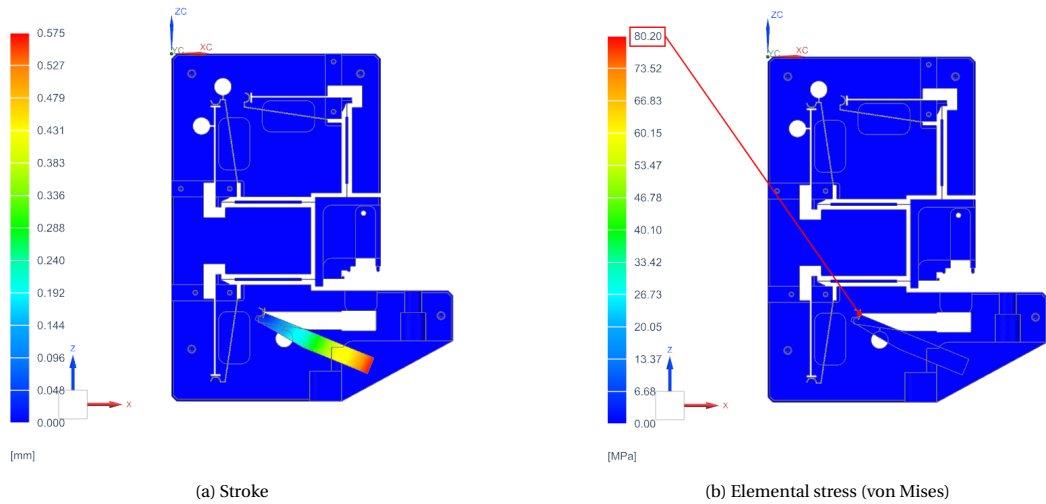 ZC
XC
YC
0.575
0.527
0.479
0.431
0.383
0.336
0.288
0.240
0.192
0.144
0.096
0.048
0.000
[mm]
Z
X
(a) Stroke
ZC
XC
YC
80.20
73.52
66.83
60.15
53.47
46.78
40.10
33.42
26.73
20.05
13.37
6.68
0.00
[MPa]
Z
X
(b) Elemental stress (von Mises)